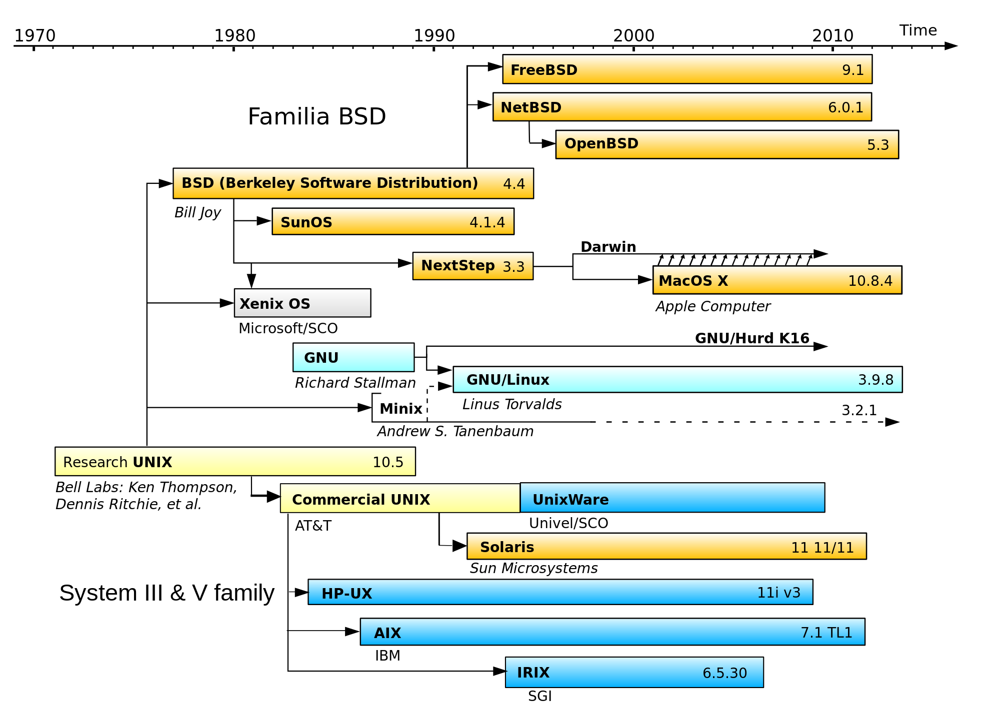 1970 1980 1990 2000 2010 Time
FreeBSD 9.1
NetBSD 6.0.1
Familia BSD
OpenBSD 5.3
BSD (Berkeley Software Distribution) 4.4
Bill Joy
SunOS 4.1.4
Darwin
NextStep 3.3
MacOS X 10.8.4
Apple Computer
Xenix OS
Microsoft/SCO
GNU/Hurd K16
GNU
Richard Stallman
GNU/Linux 3.9.8
Linus Torvalds
Minix 3.2.1
Andrew S. Tanenbaum
Research UNIX 10.5
Bell Labs: Ken Thompson,
Dennis Ritchie, et al.
Commercial UNIX
UnixWare
AT&T
Univel/SCO
Solaris 11 11/11
Sun Microsystems
System III & V family
HP-UX 11i v3
AIX 7.1 TL1
IBM
IRIX 6.5.30
SGI